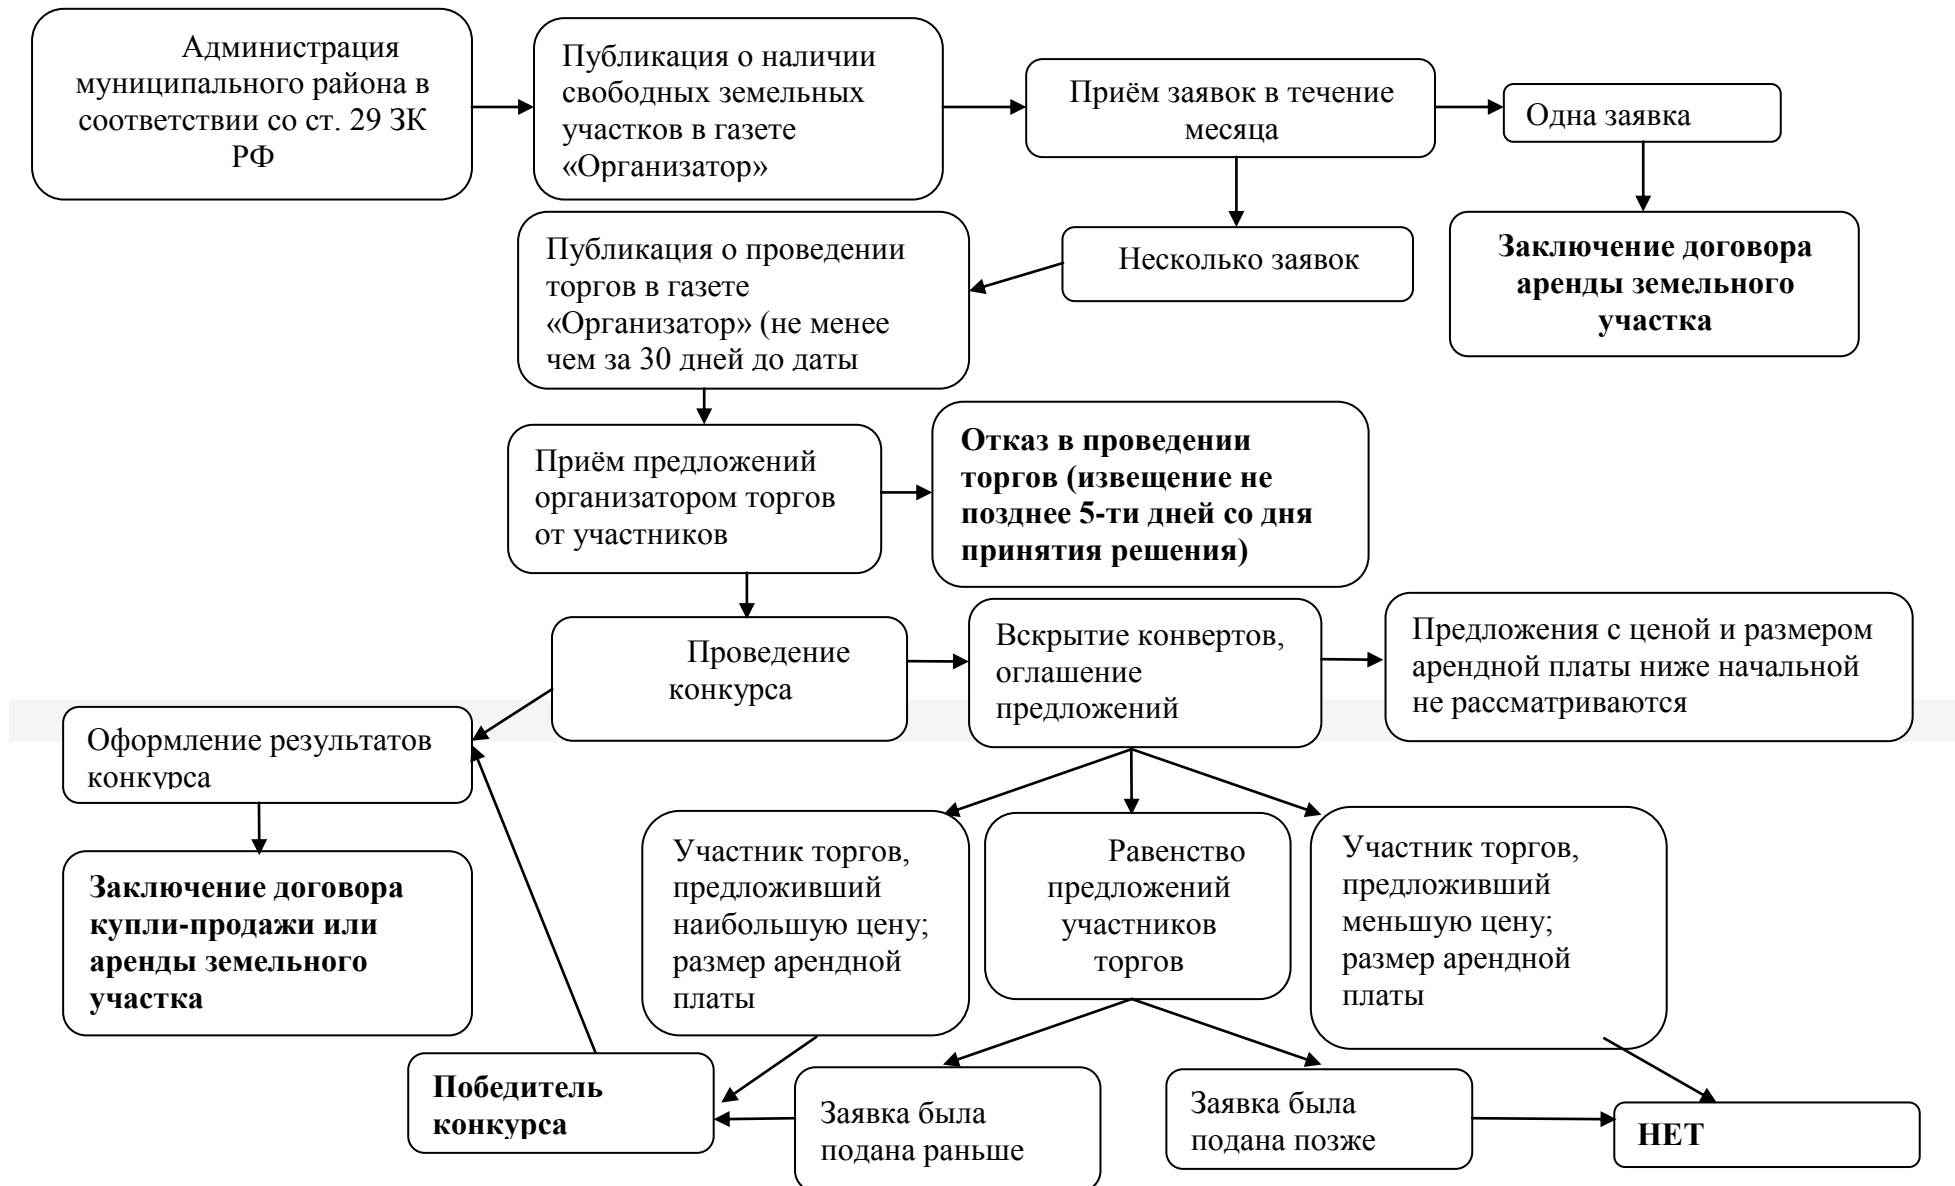 Администрация
муниципального района в
соответствии со ст. 29 ЗК
РФ
Публикация о наличии
свободных земельных
участков в газете
«Организатор»
Приём заявок в течение
месяца
Одна заявка
Заключение договора
аренды земельного
участка
Несколько заявок
Публикация о проведении
торгов в газете
«Организатор» (не менее
чем за 30 дней до даты
Приём предложений
организатором торгов
от участников
Отказ в проведении
торгов (извещение не
позднее 5-ти дней со дня
принятия решения)
Проведение
конкурса
Вскрытие конвертов,
оглашение
предложений
Предложения с ценой и размером
арендной платы ниже начальной
не рассматриваются
Оформление результатов
конкурса
Заключение договора
купли-продажи или
аренды земельного
участка
Участник торгов,
предложивший
наибольшую цену;
размер арендной
платы
Равенство
предложений
участников
торгов
Участник торгов,
предложивший
меньшую цену;
размер арендной
платы
Победитель
конкурса
Заявка была
подана раньше
Заявка была
подана позже
НЕТ